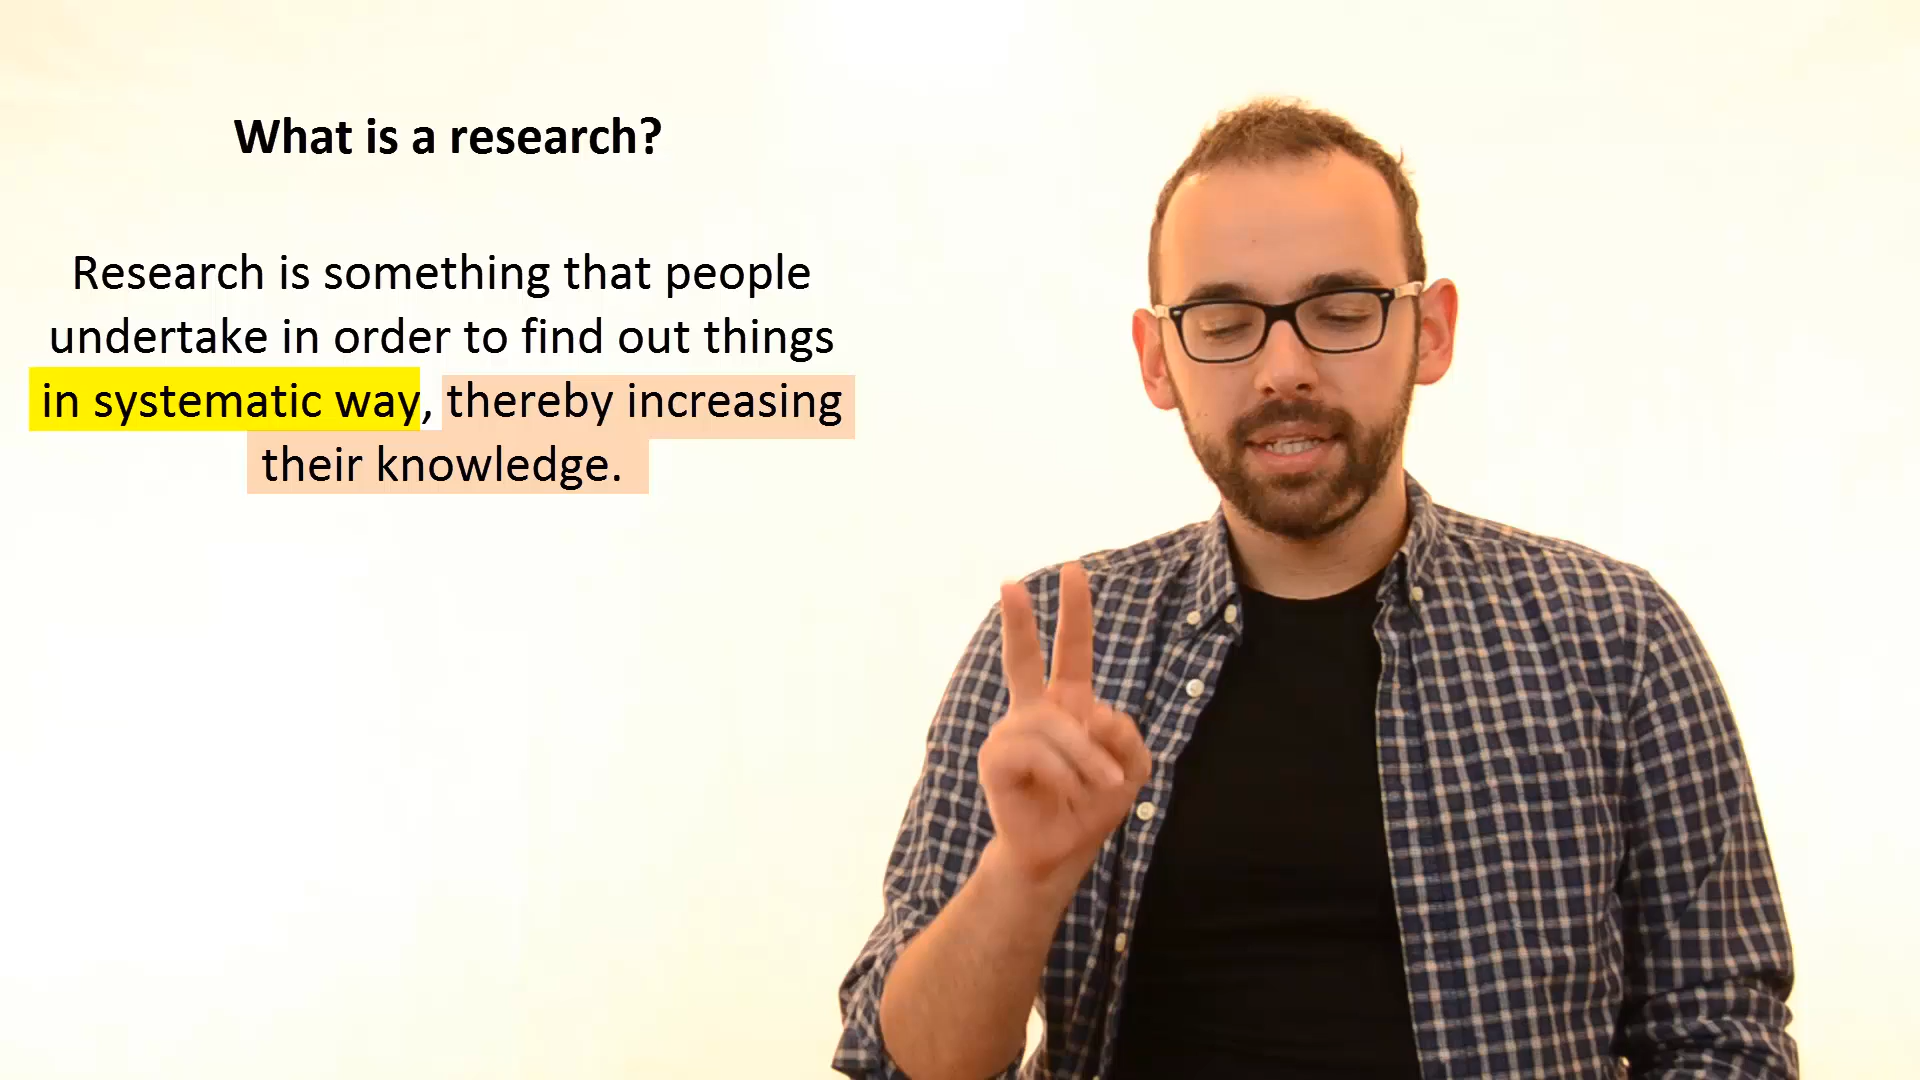 What is a research?
Research is something that people
undertake in order to find out things
in systematic way, thereby increasing
their knowledge.